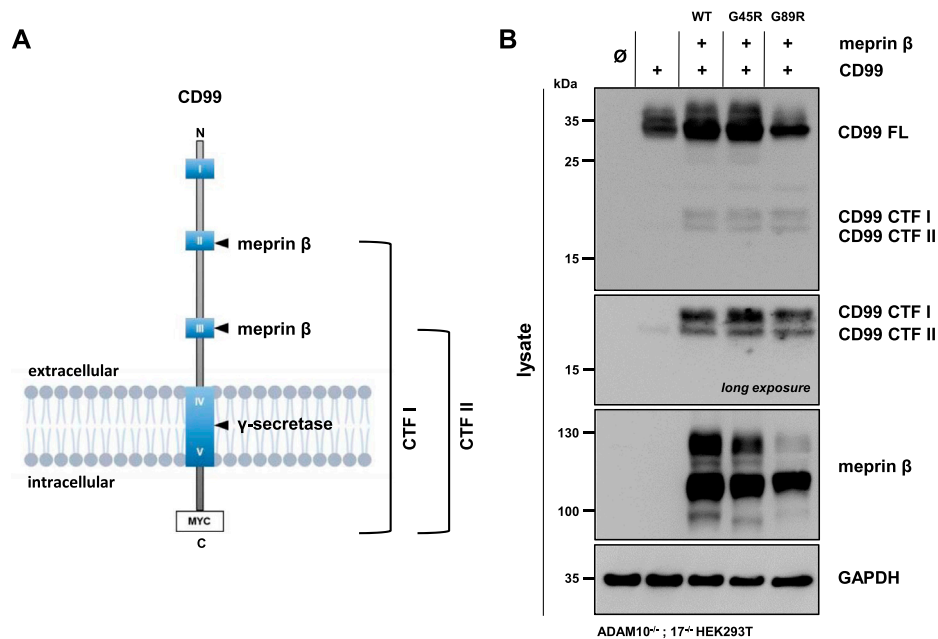 A
CD99
N
I
II
meprin β
III
meprin β
extracellular
IV
γ-secretase
V
intracellular
MYC
C
CTF I
CTF II
B
WT G45R G89R
Ø + + + meprin β
+ + + + CD99
kDa
35
CD99 FL
25
CD99 CTF I
CD99 CTF II
15
CD99 CTF I
CD99 CTF II
15
long exposure
lysate
130
meprin β
100
35
GAPDH
ADAM10-/- ; 17-/- HEK293T